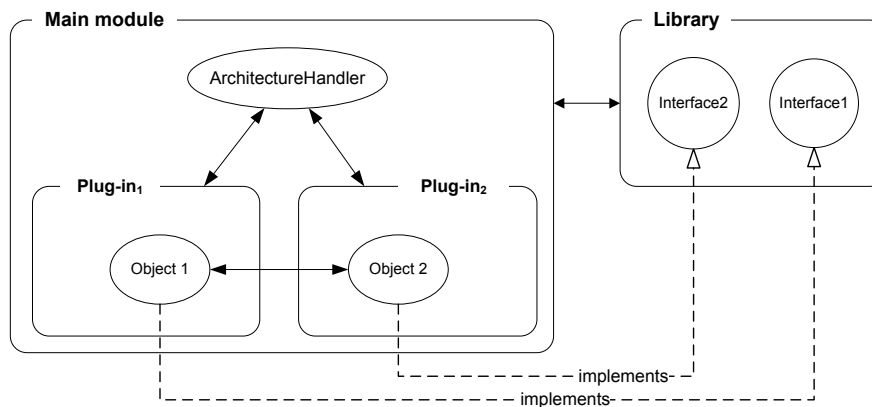 Main module
Library
ArchitectureHandler
Interface2
Interface1
Plug-in₁
Plug-in₂
Object 1
Object 2
implements
implements